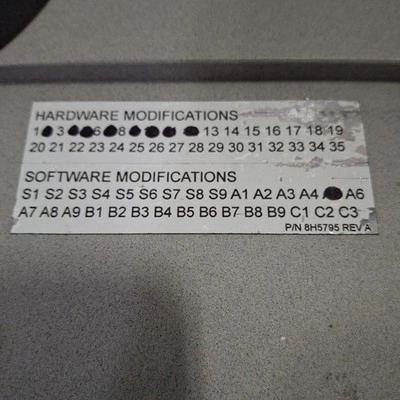 HARDWARE MODIFICATIONS
1 3 6 8 13 14 15 16 17 18 19
20 21 22 23 24 25 26 27 28 29 30 31 32 33 34 35
SOFTWARE MODIFICATIONS
S1 S2 S3 S4 S5 S6 S7 S8 S9 A1 A2 A3 A4 A6
A7 A8 A9 B1 B2 B3 B4 B5 B6 B7 B8 B9 C1 C2 C3
P/N 8H5795 REV A